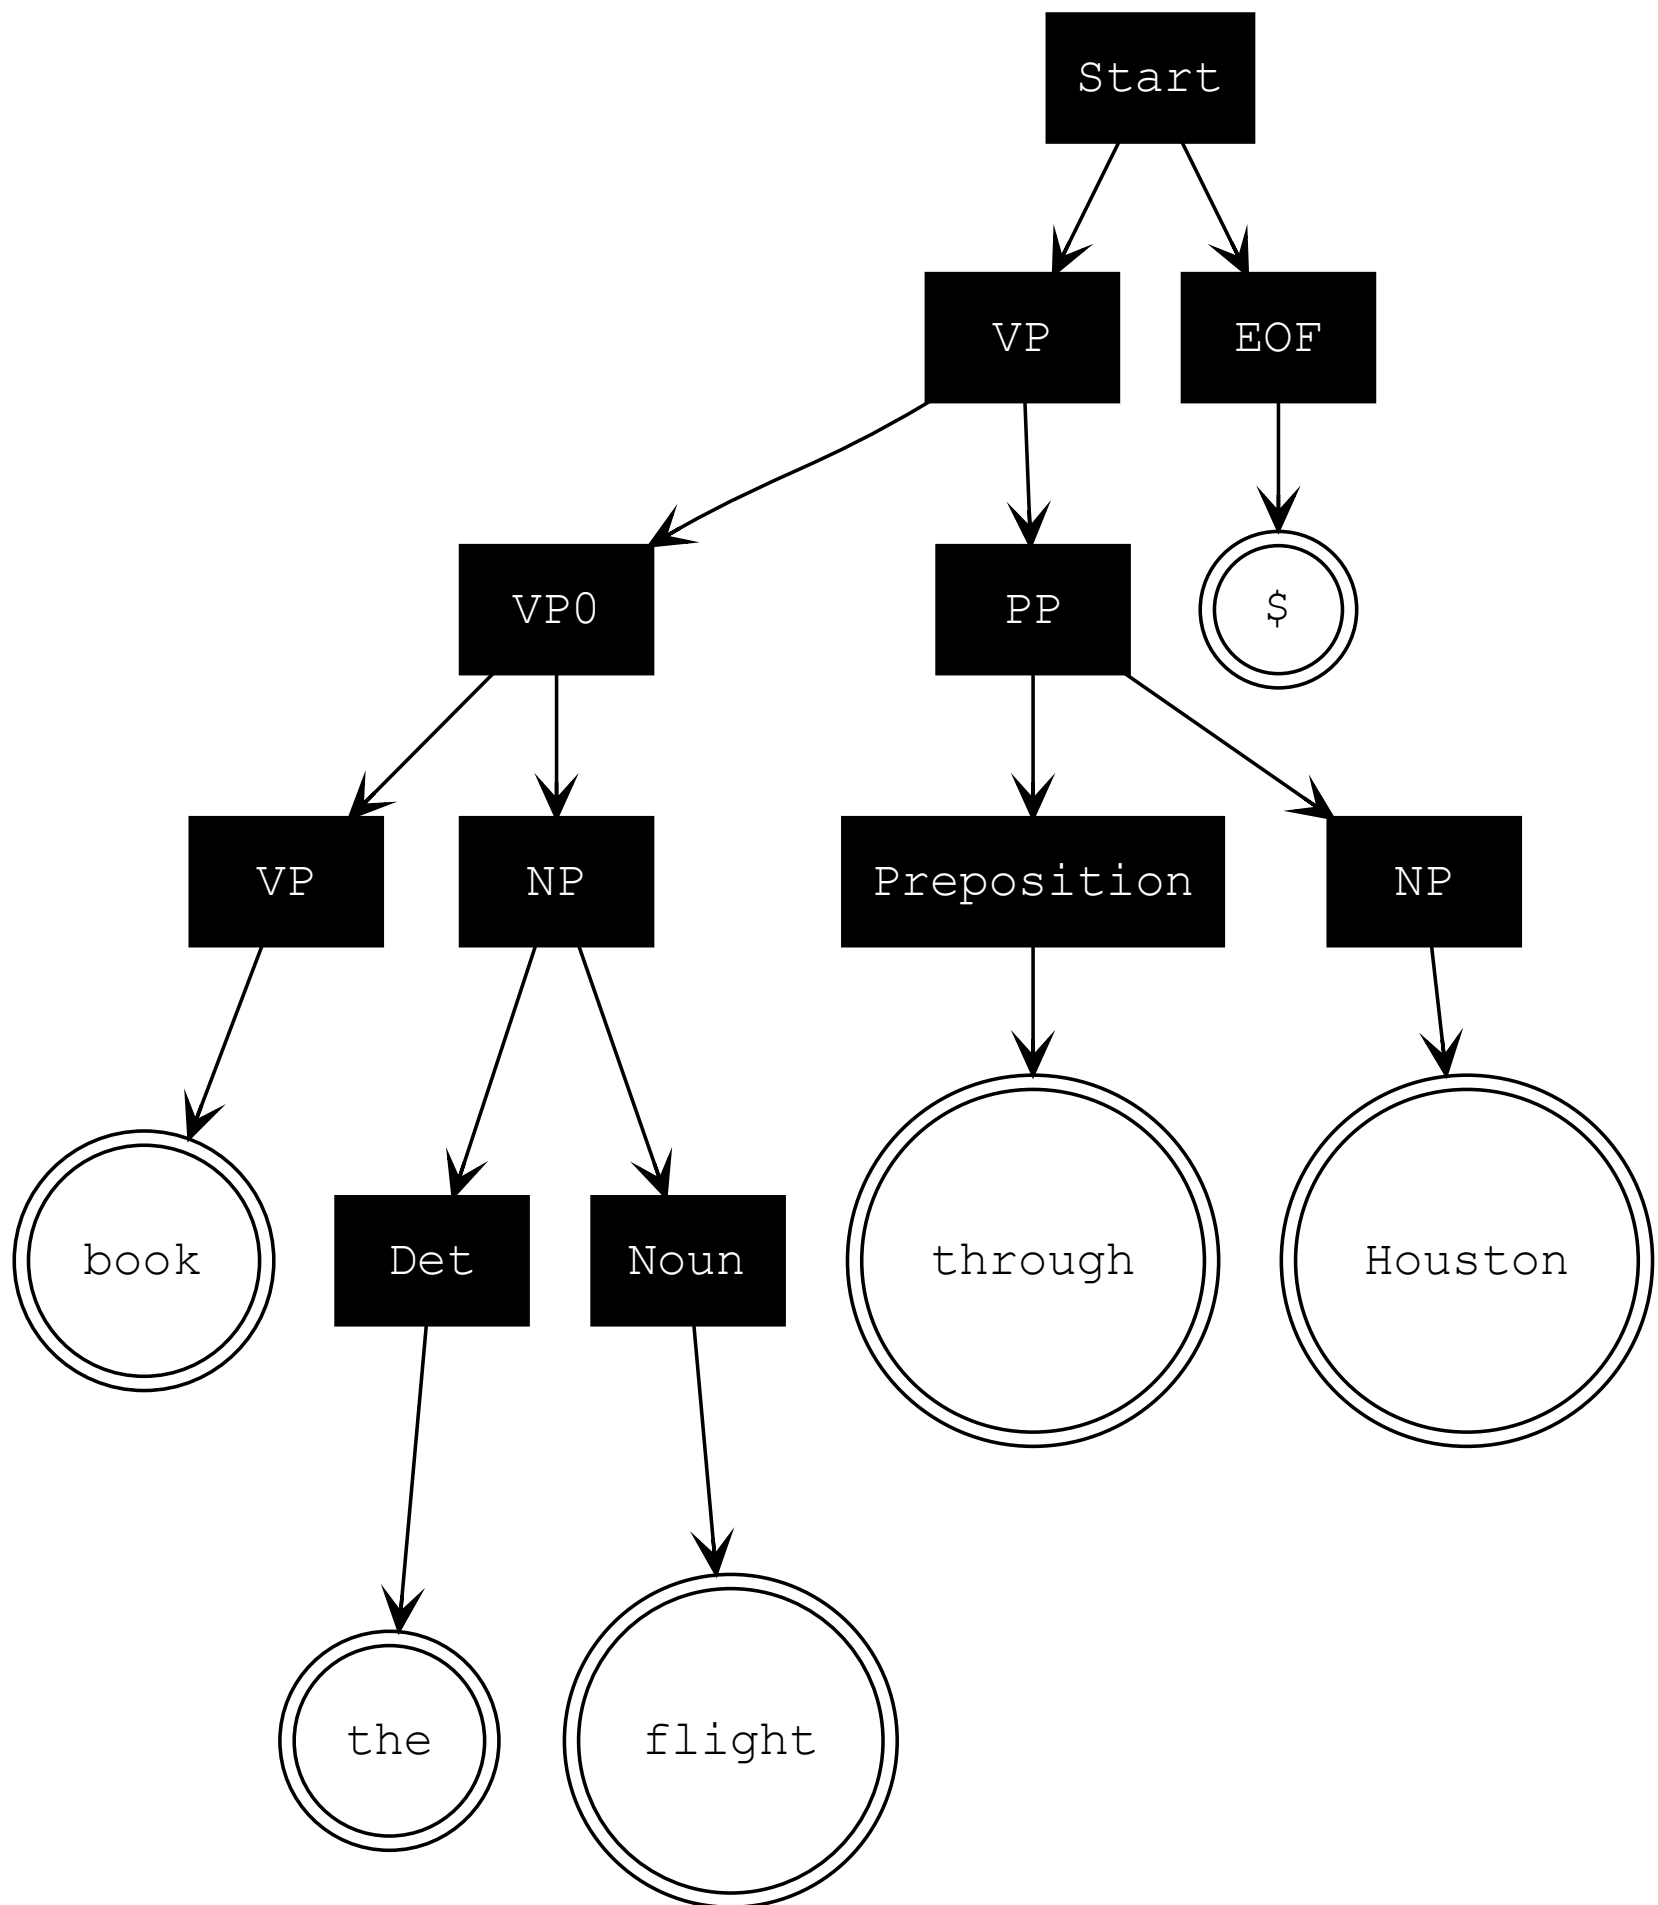 Start
VP EOF
VP0 PP $
VP NP Preposition NP
book Det Noun through Houston
the flight